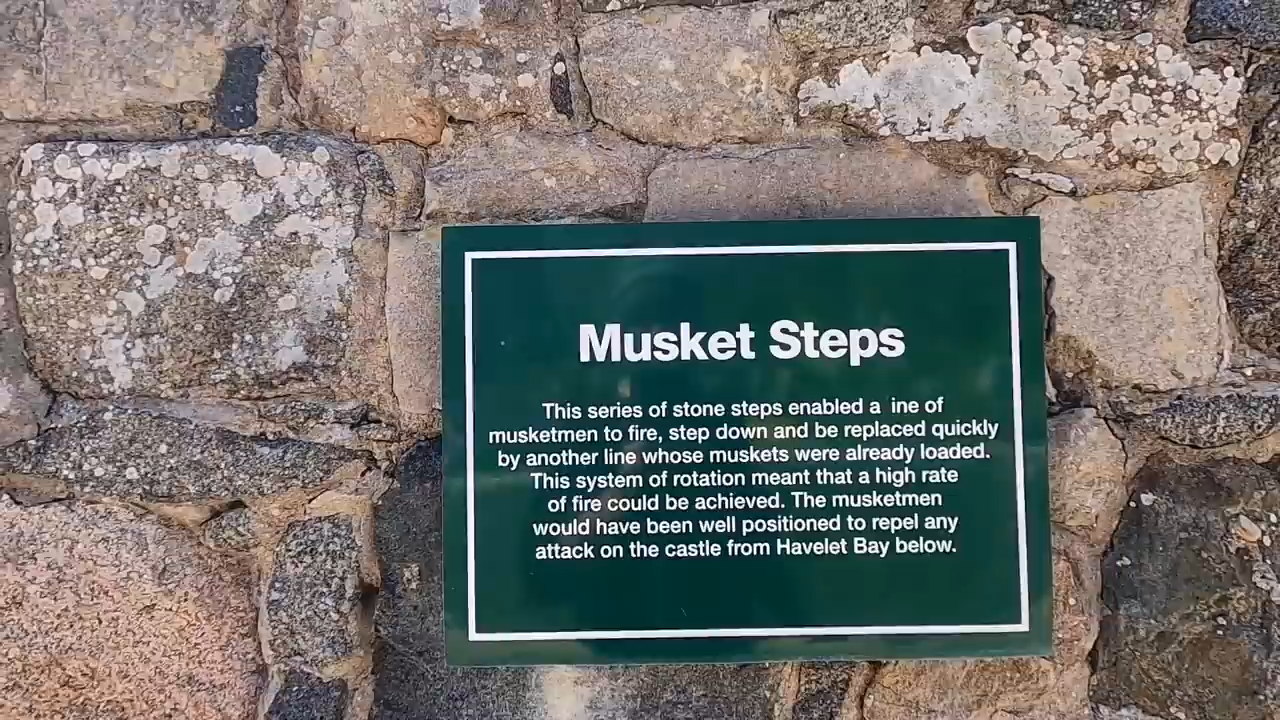 Musket Steps
This series of stone steps enabled a ine of
musketmen to fire, step down and be replaced quickly
by another line whose muskets were already loaded.
This system of rotation meant that a high rate
of fire could be achieved. The musketmen
would have been well positioned to repel any
attack on the castle from Havelet Bay below.